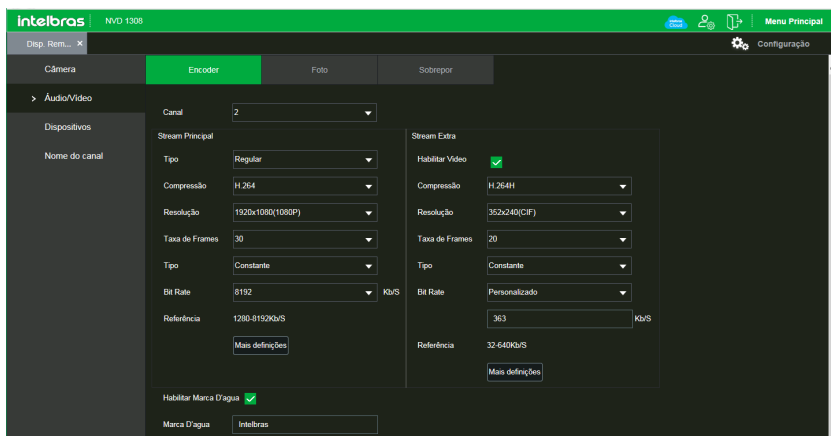 intelbras NVD 1308 Menu Principal
Disp. Rem... × Configuração
Câmera
Áudio/Vídeo
Dispositivos
Nome do canal
Encoder Foto Sobrepor
Canal 2
Stream Principal
Tipo Regular
Compressão H.264
Resolução 1920x1080(1080P)
Taxa de Frames 30
Tipo Constante
Bit Rate 8192 Kb/S
Referência 1280-8192Kb/S
Mais definições
Stream Extra
Habilitar Video
Compressão H.264H
Resolução 352x240(CIF)
Taxa de Frames 20
Tipo Constante
Bit Rate Personalizado
363 Kb/S
Referência 32-640Kb/S
Mais definições
Habilitar Marca D'agua
Marca D'agua Intelbras